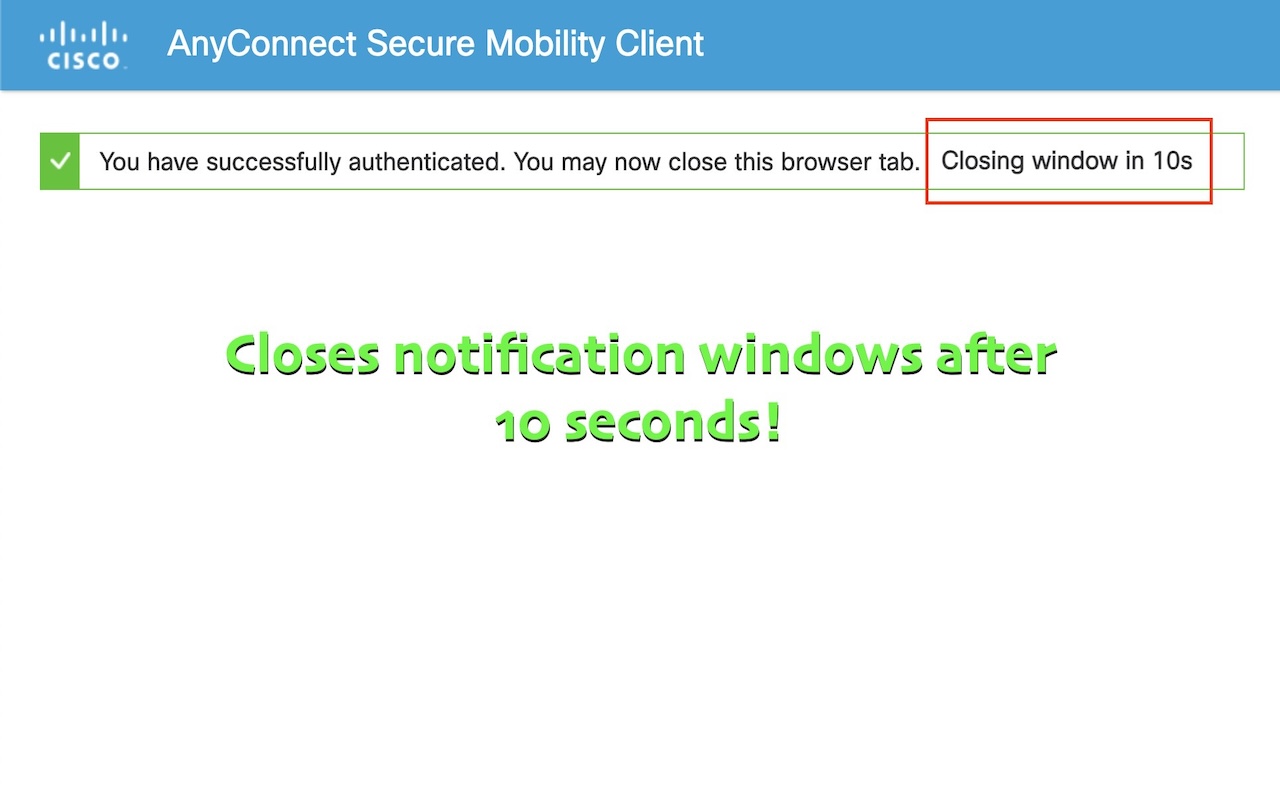 CISCO
AnyConnect Secure Mobility Client
You have successfully authenticated. You may now close this browser tab. Closing window in 10s
Closes notification windows after
10 seconds!